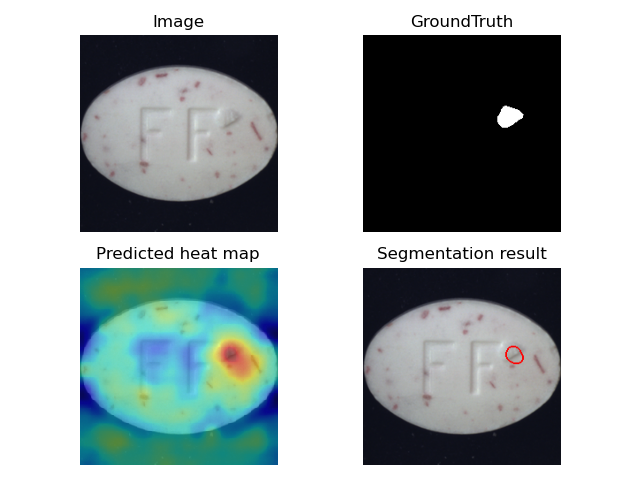 Image
GroundTruth
FF
Predicted heat map
Segmentation result
FF
FF